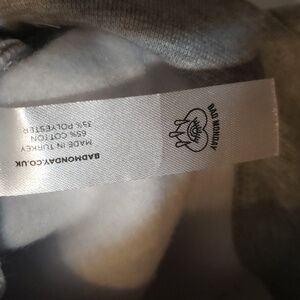 BAD MONDAY
BADMONDAY.CO.UK
MADE IN TURKEY
65% COTTON
35% POLYESTER